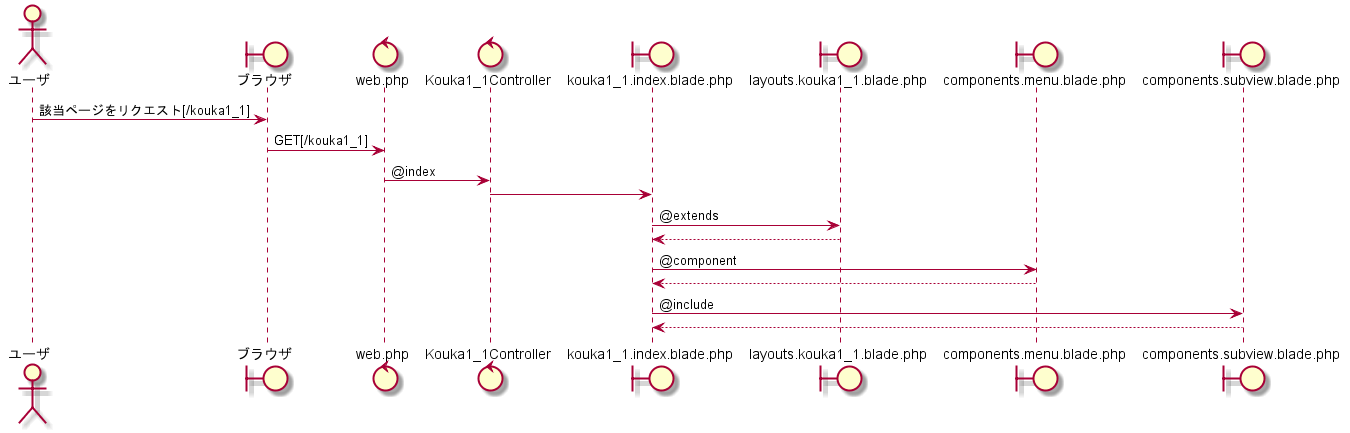 ユーザ
ブラウザ
web.php
Kouka1_1Controller
kouka1_1.index.blade.php
layouts.kouka1_1.blade.php
components.menu.blade.php
components.subview.blade.php
該当ページをリクエスト[/kouka1_1]
GET[/kouka1_1]
@index
@extends
@component
@include
ユーザ
ブラウザ
web.php
Kouka1_1Controller
kouka1_1.index.blade.php
layouts.kouka1_1.blade.php
components.menu.blade.php
components.subview.blade.php